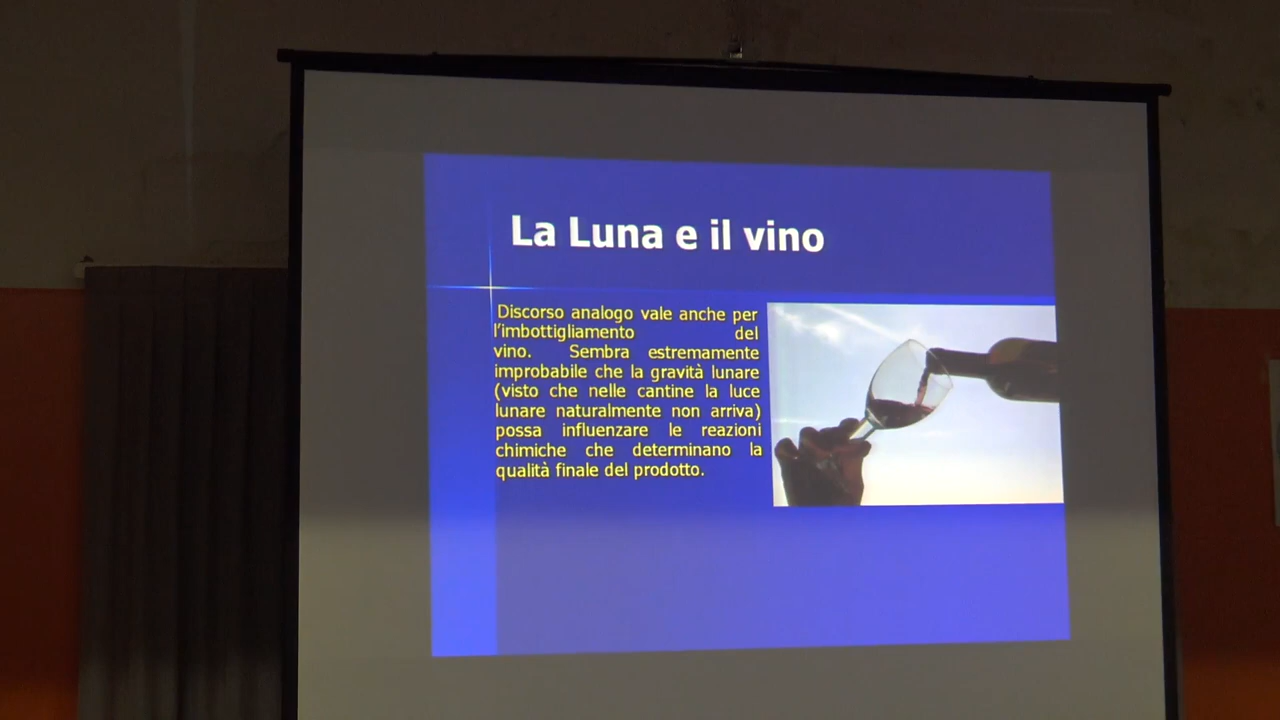 La Luna e il vino
Discorso analogo vale anche per
l'imbottigliamento del
vino. Sembra estremamente
improbabile che la gravità lunare
(visto che nelle cantine la luce
lunare naturalmente non arriva)
possa influenzare le reazioni
chimiche che determinano la
qualità finale del prodotto.